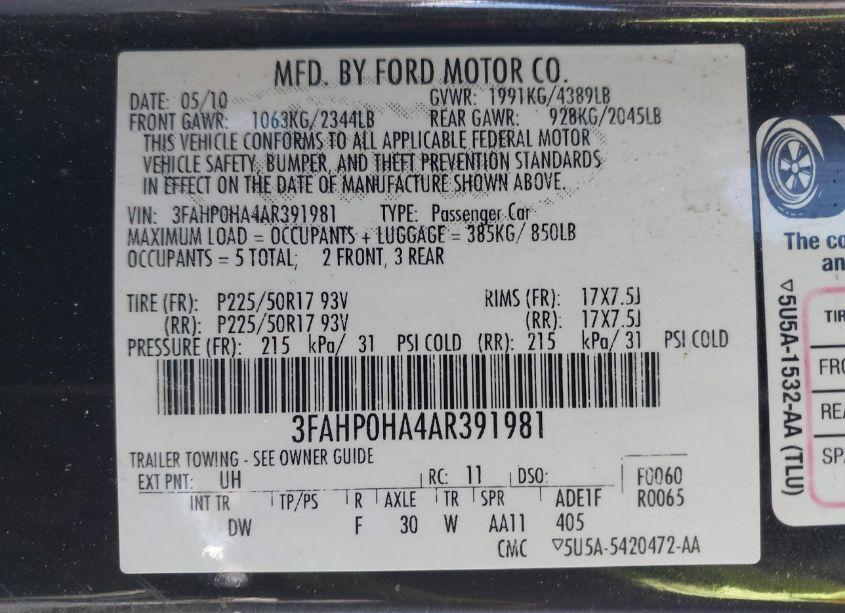 MFD. BY FORD MOTOR CO.
DATE: 05/10 GVWR: 1991KG/4389LB
FRONT GAWR: 1063KG/2344LB REAR GAWR: 928KG/2045LB
THIS VEHICLE CONFORMS TO ALL APPLICABLE FEDERAL MOTOR
VEHICLE SAFETY, BUMPER, AND THEFT PREVENTION STANDARDS
IN EFFECT ON THE DATE OF MANUFACTURE SHOWN ABOVE.
VIN: 3FAHP0HA4AR391981 TYPE: Passenger Car
MAXIMUM LOAD = OCCUPANTS + LUGGAGE = 385KG/ 850LB
OCCUPANTS = 5 TOTAL; 2 FRONT, 3 REAR
TIRE (FR): P225/50R17 93V RIMS (FR): 17X7.5J
(RR): P225/50R17 93V (RR): 17X7.5J
PRESSURE (FR): 215 kPa/ 31 PSI COLD (RR): 215 kPa/ 31 PSI COLD
3FAHP0HA4AR391981
TRAILER TOWING - SEE OWNER GUIDE
EXT PNT: UH RC: 11 DSO: F0060
INT TR TP/PS R AXLE TR SPR ADE1F R0065
DW F 30 W AA11 405
CMC ▽5U5A-5420472-AA
The co
an
▽5U5A-1532-AA (TLU)
TIR
FRO
REA
SPA